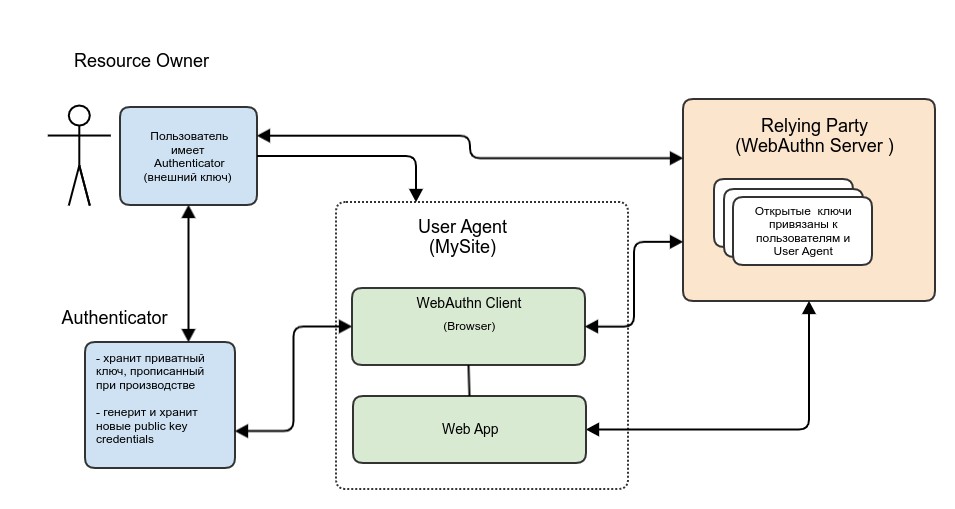 Resource Owner
Пользователь
имеет
Authenticator
(внешний ключ)
Relying Party
(WebAuthn Server )
Открытые ключи
привязаны к
пользователям и
User Agent
User Agent
(MySite)
WebAuthn Client
(Browser)
Web App
Authenticator
- хранит приватный
ключ, прописанный
при производстве
- генерит и хранит
новые public key
credentials